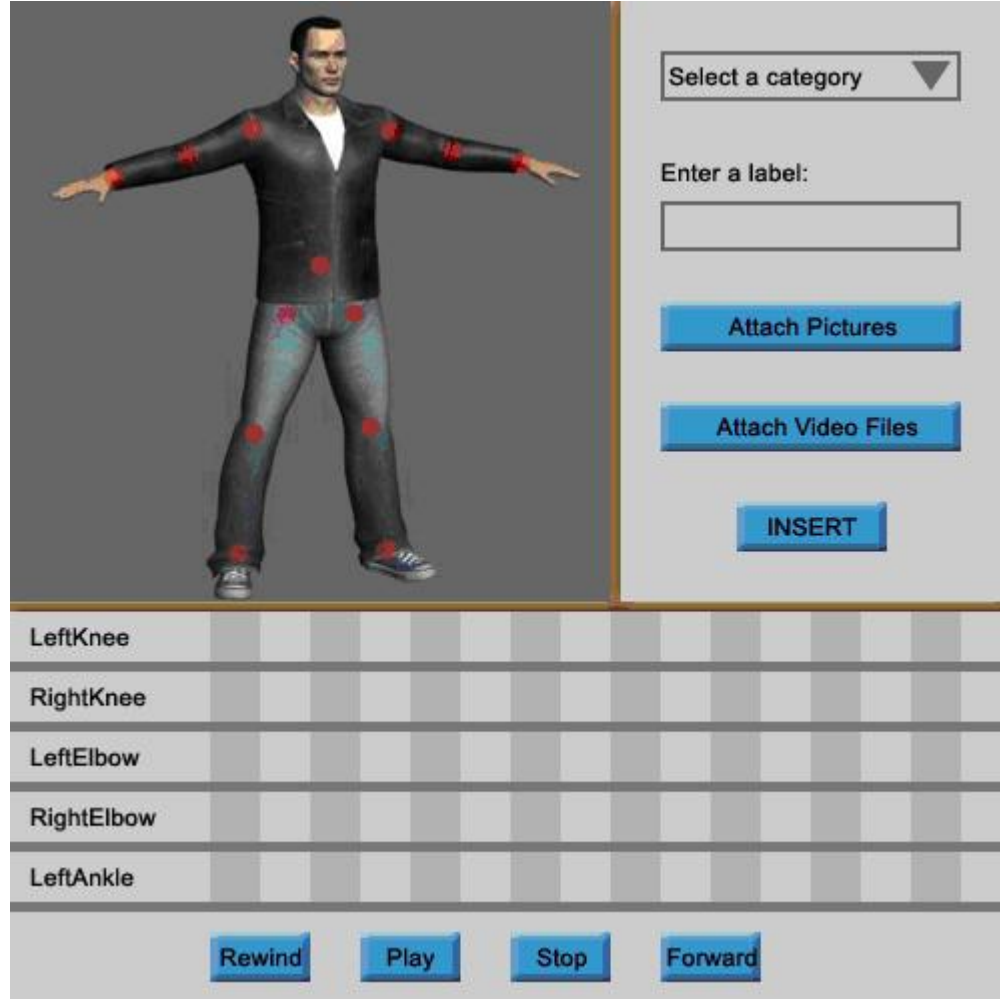 Select a category
Enter a label:
Attach Pictures
Attach Video Files
INSERT
LeftKnee
RightKnee
LeftElbow
RightElbow
LeftAnkle
Rewind Play Stop Forward